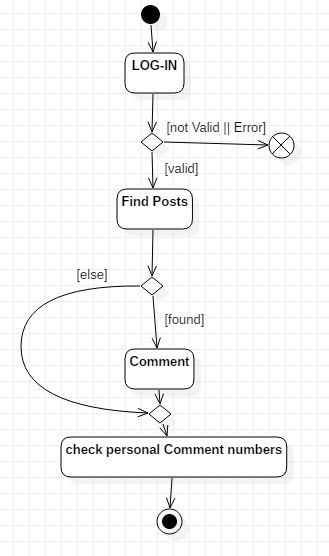 LOG-IN
[not Valid || Error]
[valid]
Find Posts
[else]
[found]
Comment
check personal Comment numbers